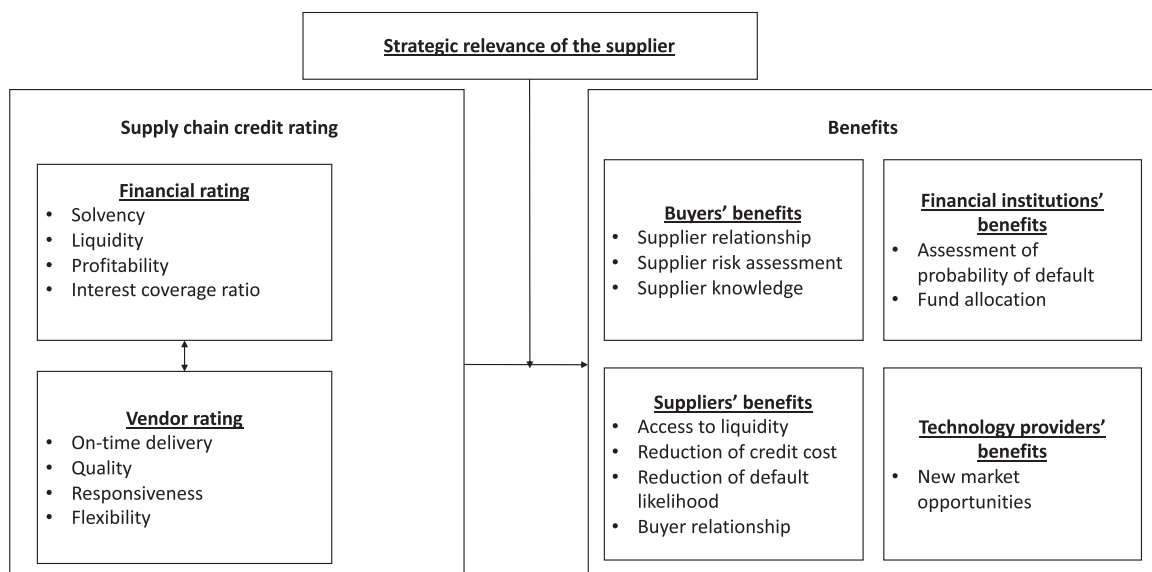 Strategic relevance of the supplier
Supply chain credit rating
Financial rating
• Solvency
• Liquidity
• Profitability
• Interest coverage ratio
Vendor rating
• On-time delivery
• Quality
• Responsiveness
• Flexibility
Benefits
Buyers’ benefits
• Supplier relationship
• Supplier risk assessment
• Supplier knowledge
Financial institutions’
benefits
• Assessment of
probability of default
• Fund allocation
Suppliers’ benefits
• Access to liquidity
• Reduction of credit cost
• Reduction of default
likelihood
• Buyer relationship
Technology providers’
benefits
• New market
opportunities